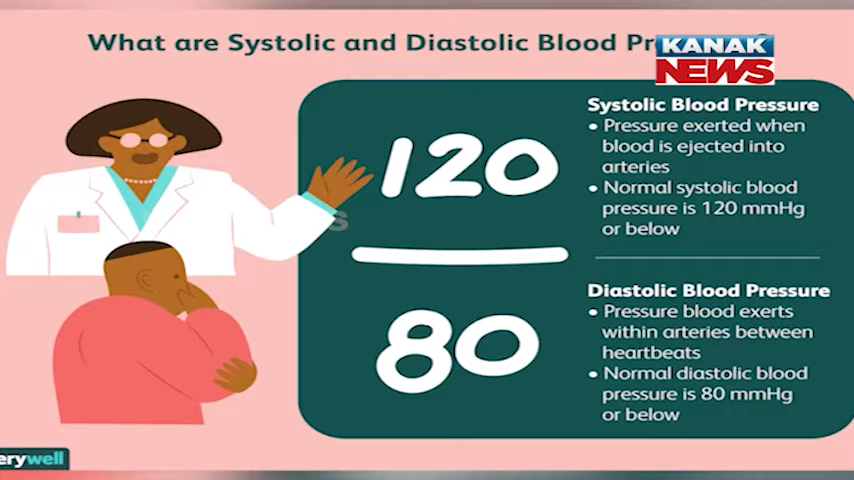 What are Systolic and Diastolic Blood
KANAK
NEWS
120
80
Systolic Blood Pressure
• Pressure exerted when
blood is ejected into
arteries
• Normal systolic blood
pressure is 120 mmHg
or below
Diastolic Blood Pressure
• Pressure blood exerts
within arteries between
heartbeats
• Normal diastolic blood
pressure is 80 mmHg
or below
erywell